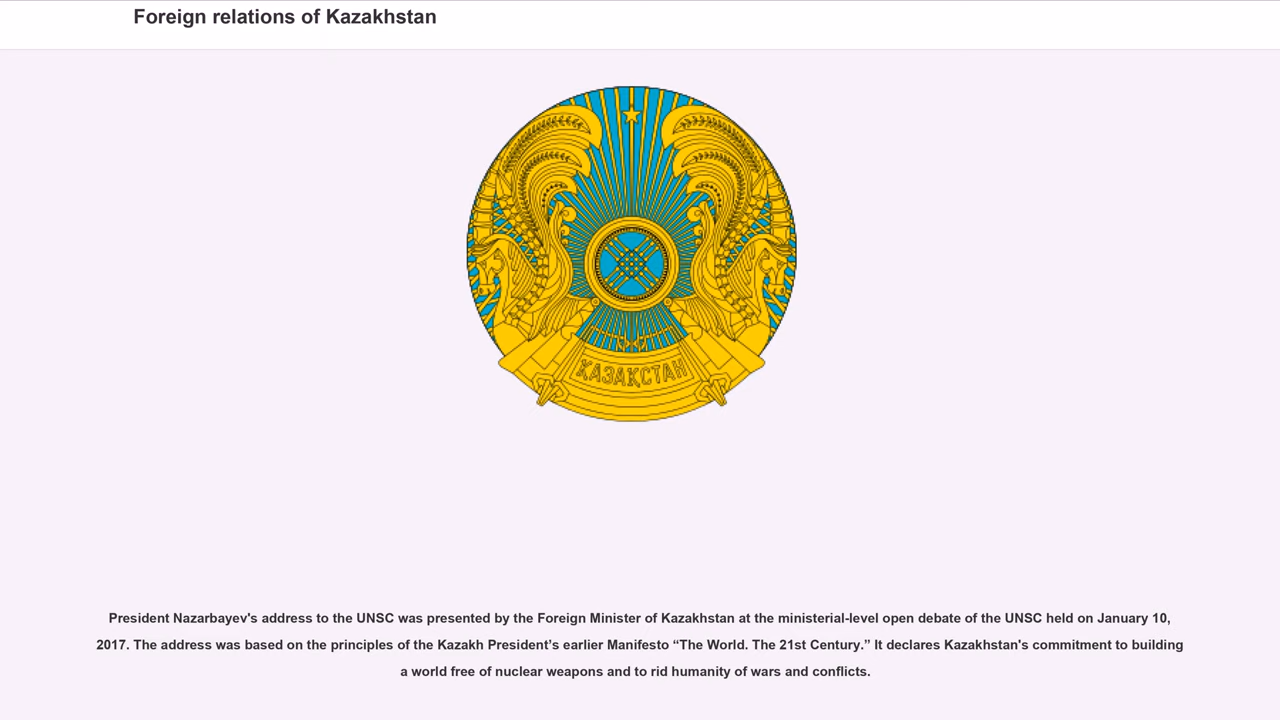 Foreign relations of Kazakhstan
ҚАЗАҚСТАН
President Nazarbayev's address to the UNSC was presented by the Foreign Minister of Kazakhstan at the ministerial-level open debate of the UNSC held on January 10,
2017. The address was based on the principles of the Kazakh President’s earlier Manifesto “The World. The 21st Century.” It declares Kazakhstan's commitment to building
a world free of nuclear weapons and to rid humanity of wars and conflicts.